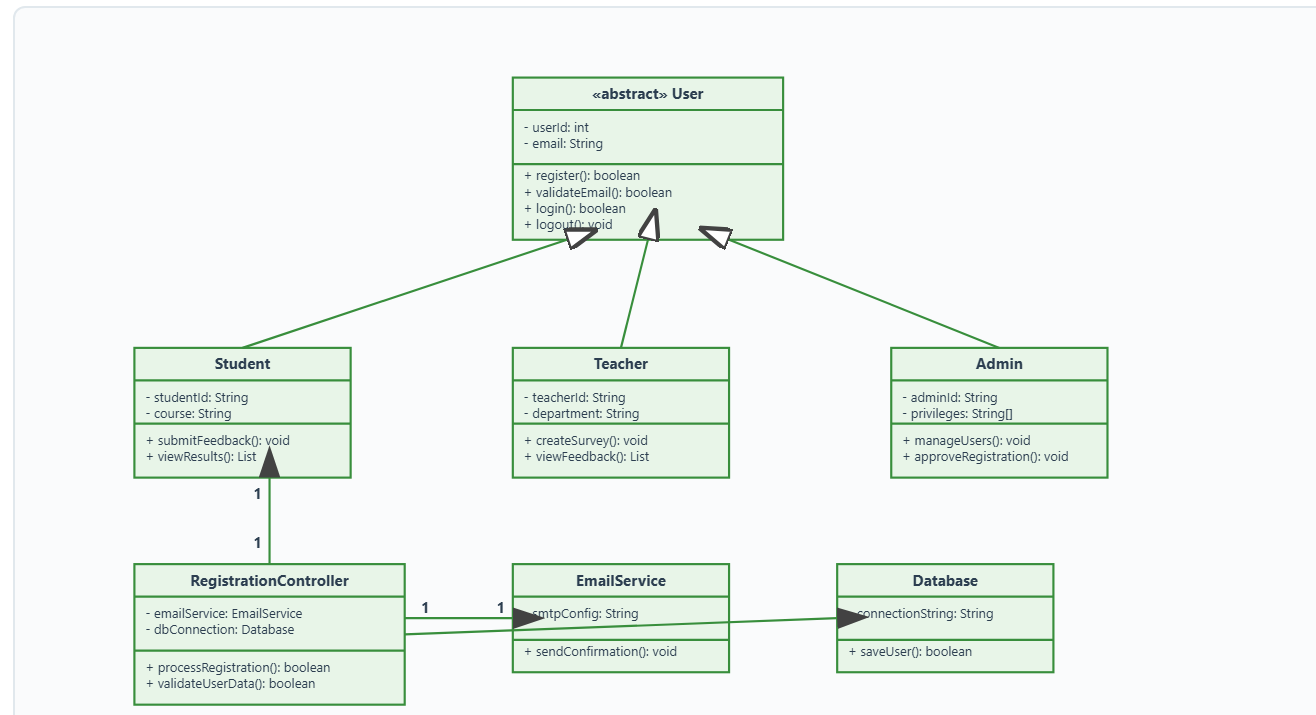 «abstract» User
- userId: int
- email: String
+ register(): boolean
+ validateEmail(): boolean
+ login(): boolean
+ logout(): void
Student
- studentId: String
- course: String
+ submitFeedback(): void
+ viewResults(): List
Teacher
- teacherId: String
- department: String
+ createSurvey(): void
+ viewFeedback(): List
Admin
- adminId: String
- privileges: String[]
+ manageUsers(): void
+ approveRegistration(): void
1
1
RegistrationController
- emailService: EmailService
- dbConnection: Database
+ processRegistration(): boolean
+ validateUserData(): boolean
1
1
EmailService
smtpConfig: String
+ sendConfirmation(): void
Database
connectionString: String
+ saveUser(): boolean